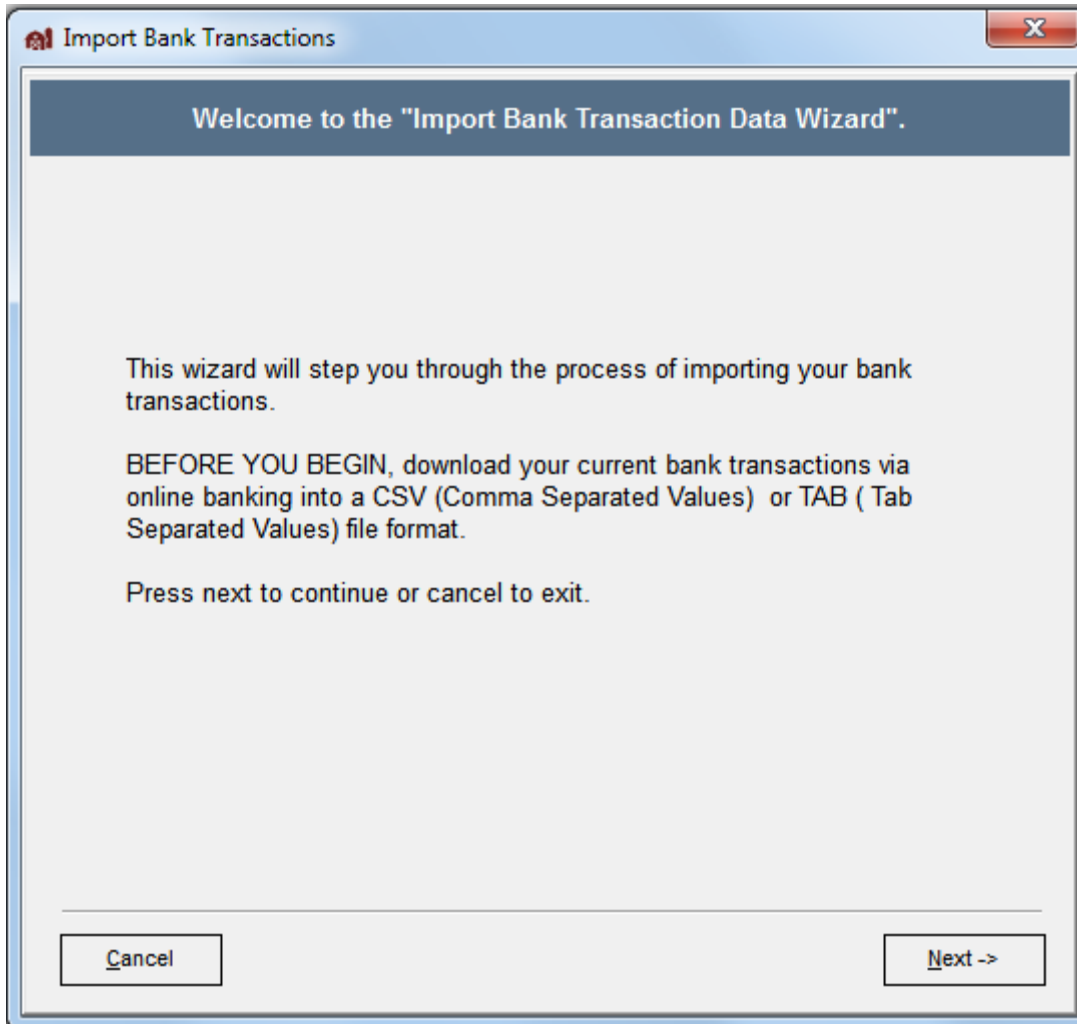 Import Bank Transactions
Welcome to the "Import Bank Transaction Data Wizard".
This wizard will step you through the process of importing your bank
transactions.
BEFORE YOU BEGIN, download your current bank transactions via
online banking into a CSV (Comma Separated Values)  or TAB ( Tab
Separated Values) file format.
Press next to continue or cancel to exit.
Cancel
Next ->